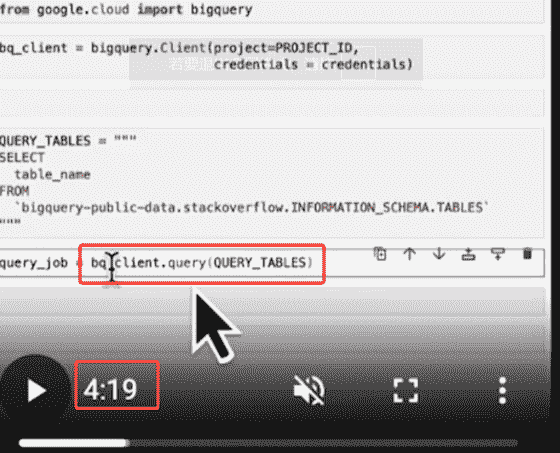 from google.cloud import bigquery
bq_client = bigquery.Client(project=PROJECT_ID,
credentials = credentials)
QUERY_TABLES = """
SELECT
table_name
FROM
`bigquery-public-data.stackoverflow.INFORMATION_SCHEMA.TABLES`
"""
query_job = bq_client.query(QUERY_TABLES)
4:19